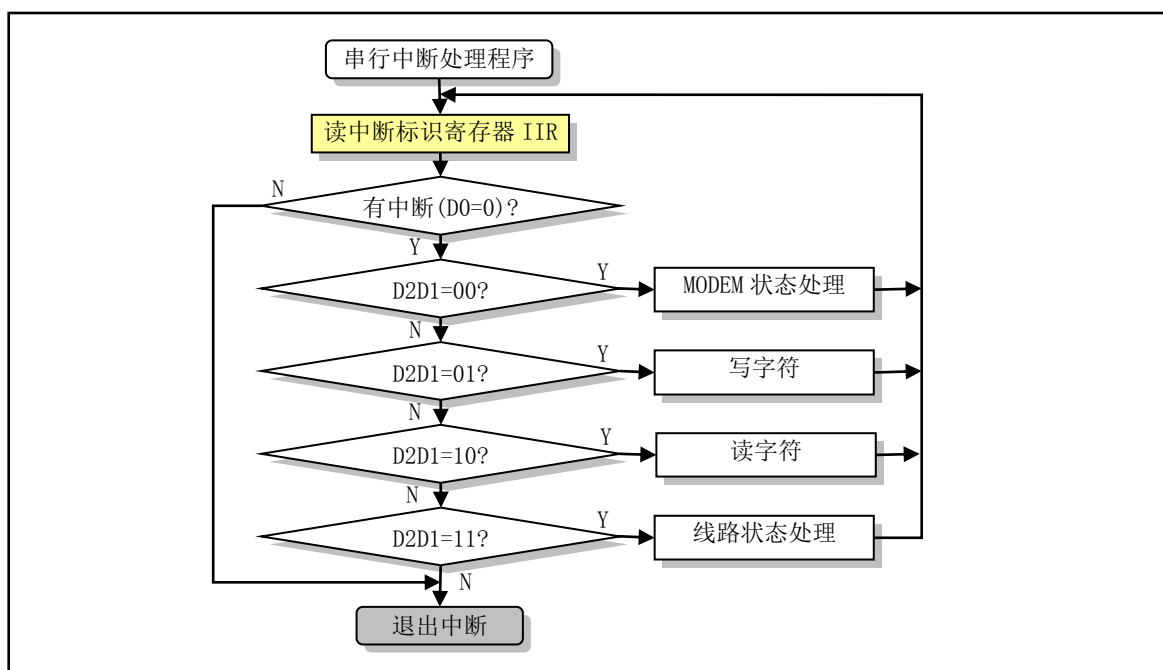 串行中断处理程序
读中断标识寄存器 IIR
N
有中断(D0=0)?
Y
D2D1=00?
Y
MODEM 状态处理
N
D2D1=01?
Y
写字符
N
D2D1=10?
Y
读字符
N
D2D1=11?
Y
线路状态处理
N
退出中断